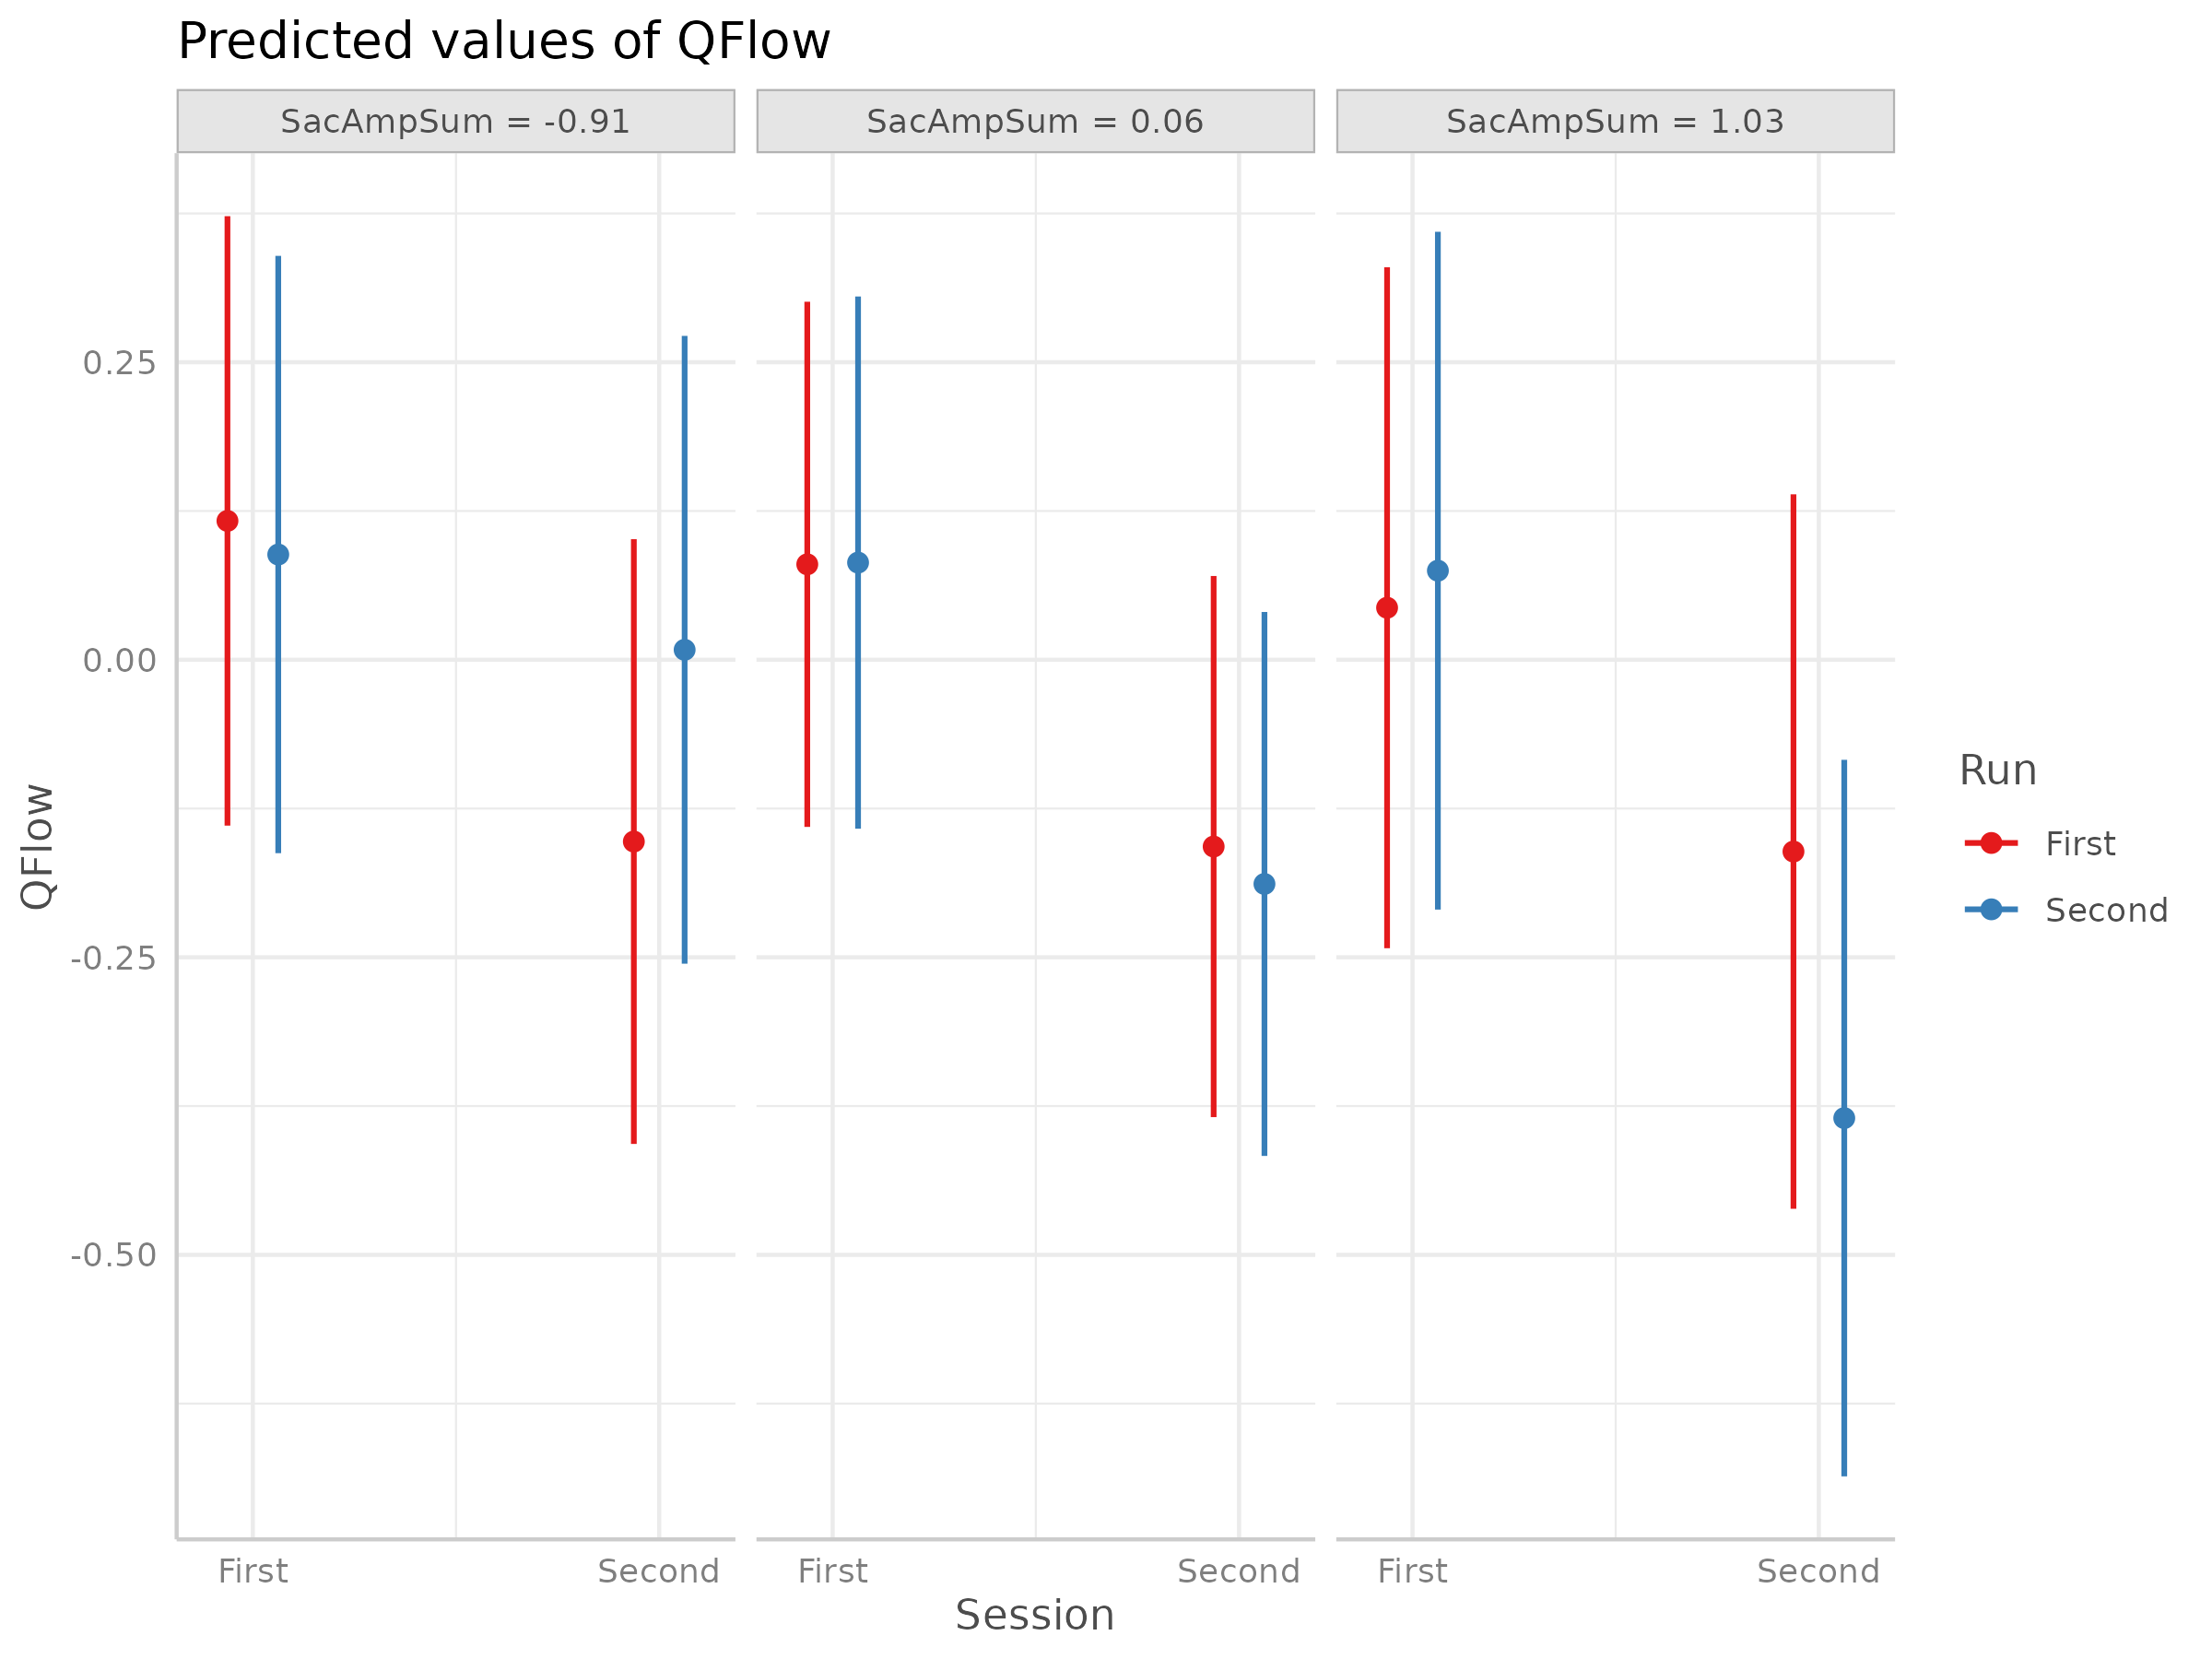 Predicted values of QFlow
SacAmpSum = -0.91
SacAmpSum = 0.06
SacAmpSum = 1.03
0.25
0.00
-0.25
-0.50
QFlow
First
Second
First
Second
First
Second
Session
Run
First
Second